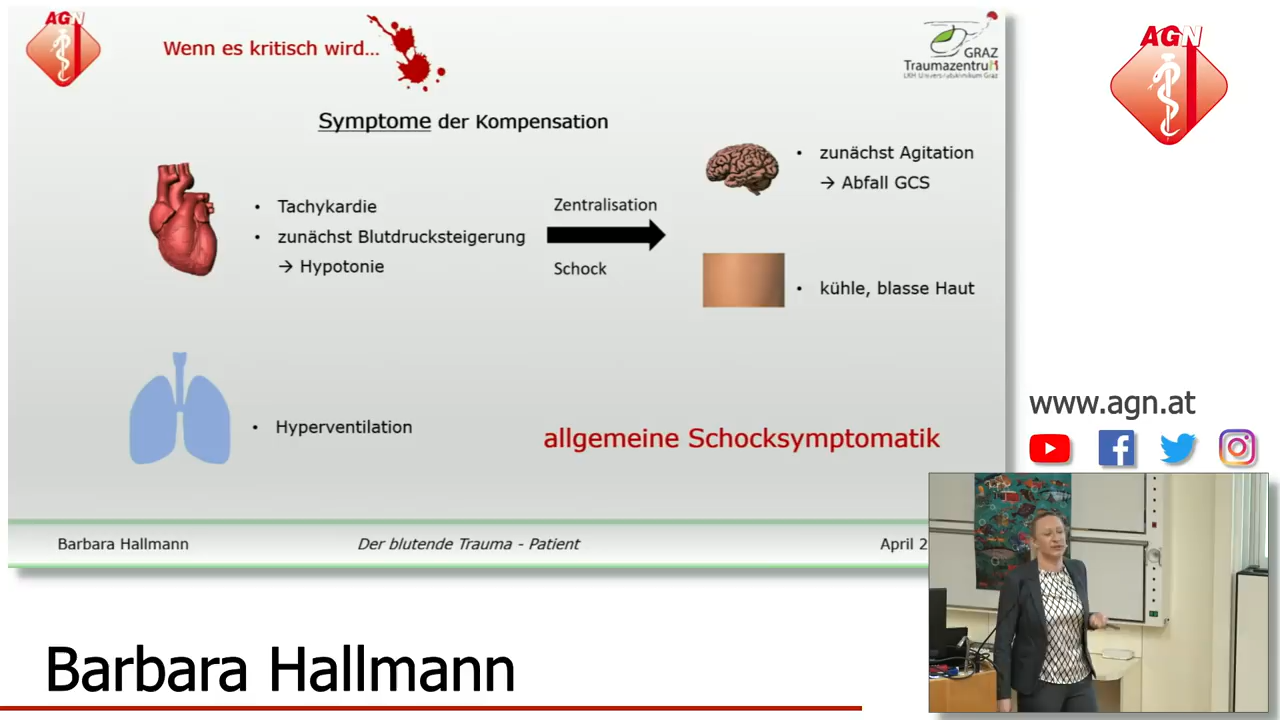 AGN
Wenn es kritisch wird...
GRAZ
TraumazentruM
LKH Universitätsklinikum Graz
AGN
Symptome der Kompensation
• zunächst Agitation
→ Abfall GCS
• Tachykardie
• zunächst Blutdrucksteigerung
→ Hypotonie
Zentralisation
Schock
• kühle, blasse Haut
• Hyperventilation
allgemeine Schocksymptomatik
www.agn.at
Barbara Hallmann
Der blutende Trauma - Patient
April 2
Barbara Hallmann